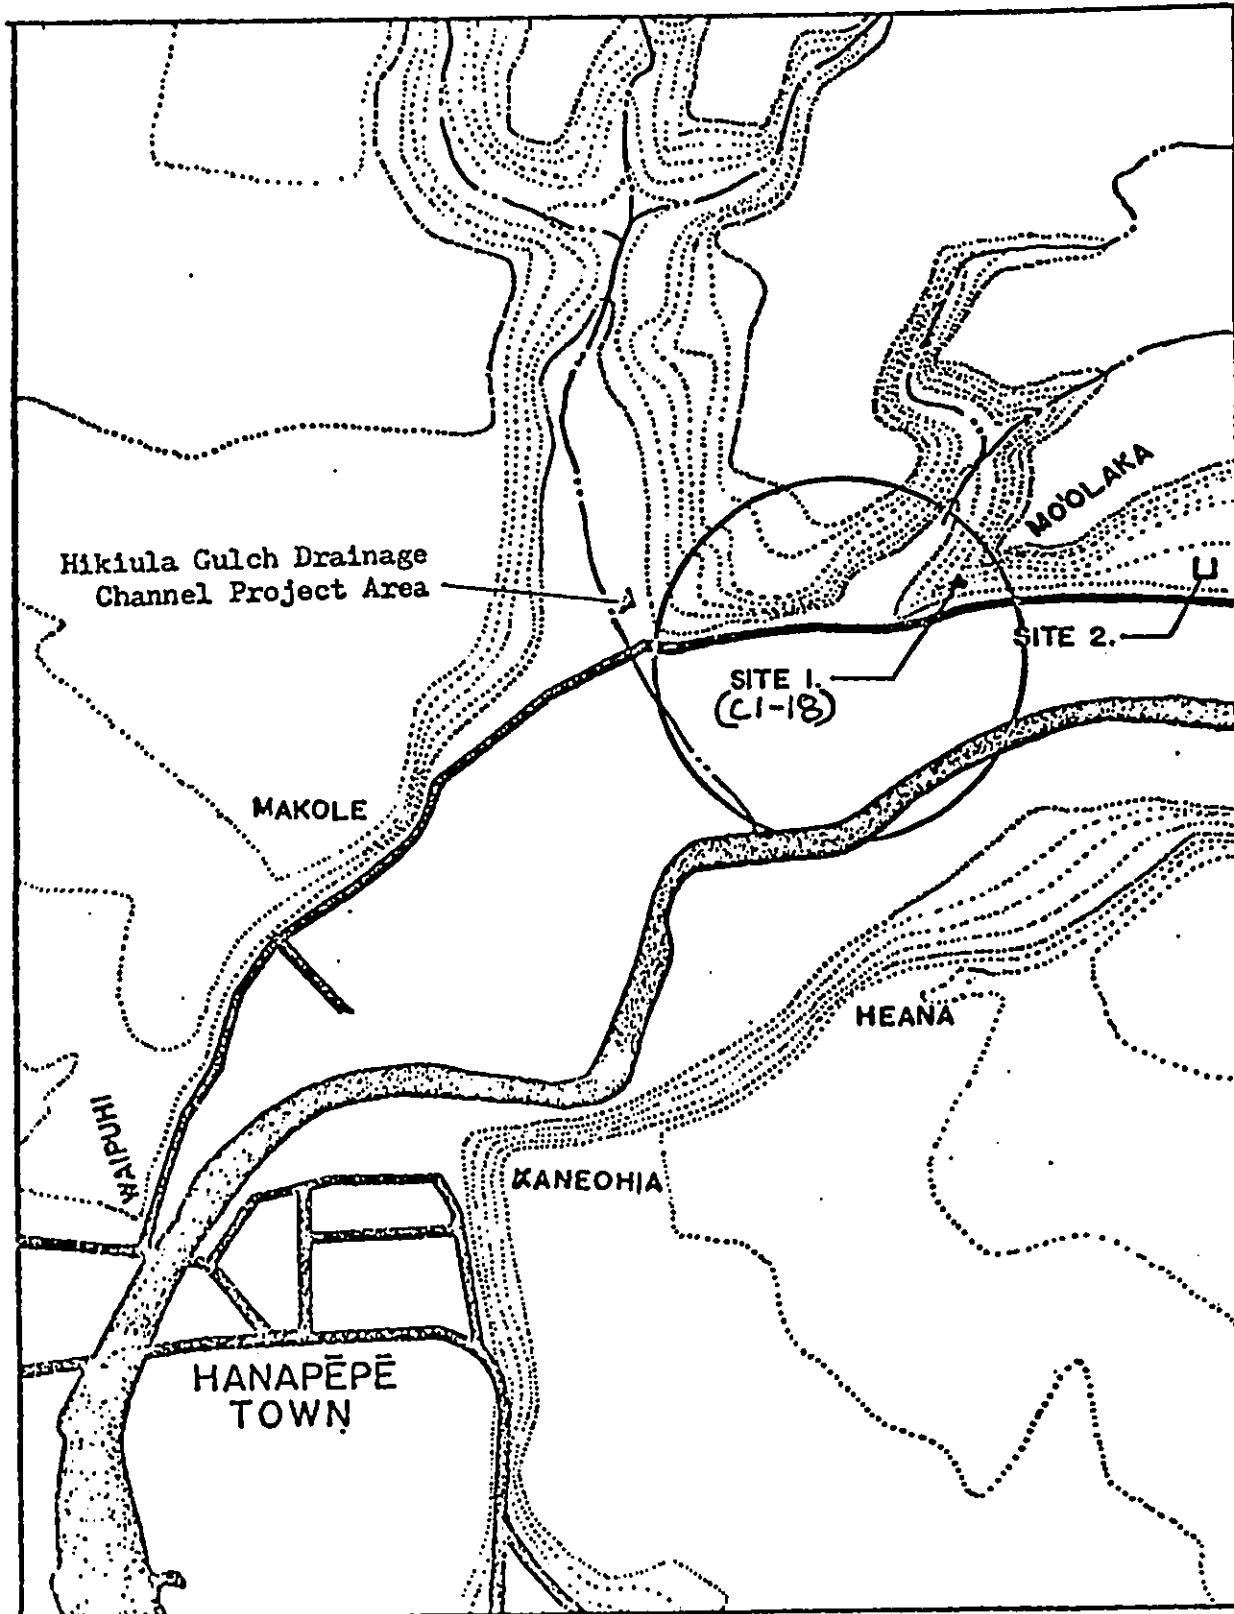 MO'OLAKA
Hikiula Gulch Drainage
Channel Project Area
SITE 2.
SITE 1.
(C1-18)
MAKOLE
HEANA
WAIPUHI
KANEOHIA
HANAPĒPĒ
TOWN